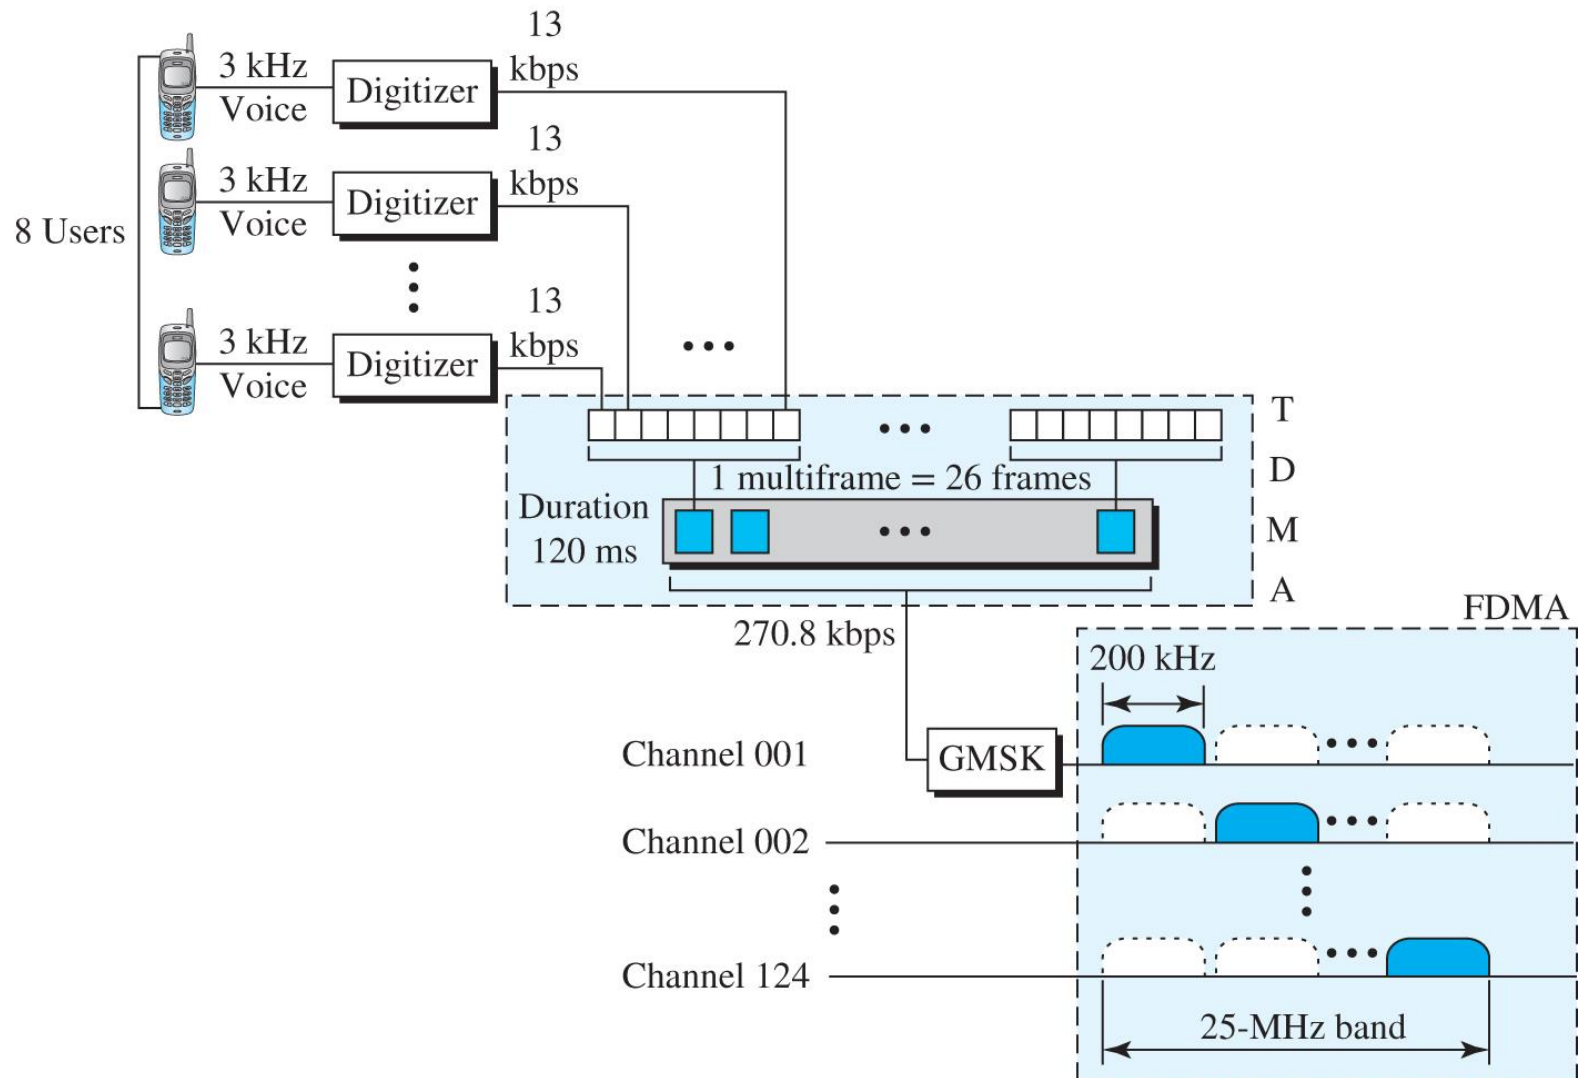 13
3 kHz
kbps
Digitizer
Voice
13
3 kHz
kbps
Digitizer
Voice
8 Users
13
3 kHz
kbps
Digitizer
Voice
T
D
1 multiframe = 26 frames
Duration
120 ms
M
A
270.8 kbps
FDMA
200 kHz
Channel 001
GMSK
Channel 002
Channel 124
25-MHz band